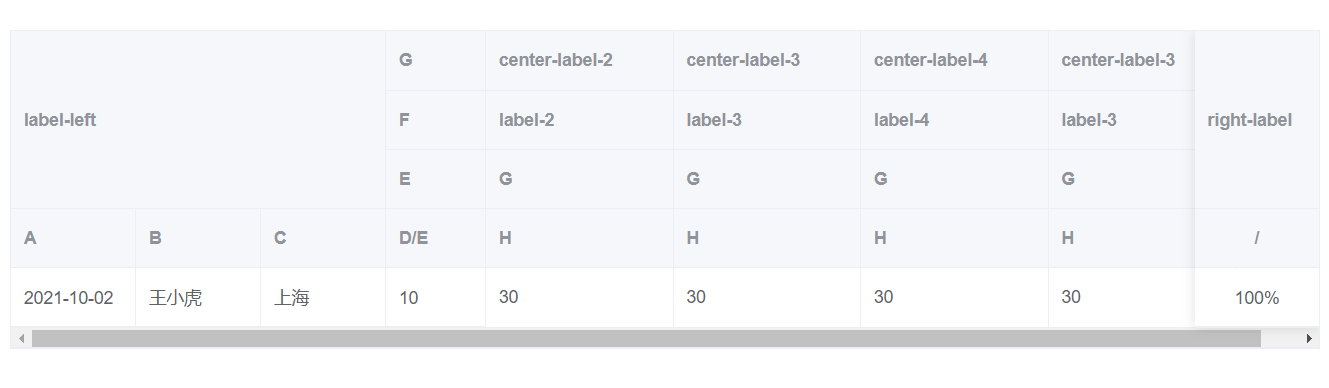 G center-label-2 center-label-3 center-label-4 center-label-3
label-left F label-2 label-3 label-4 label-3 right-label
E G G G G
A B C D/E H H H H /
2021-10-02 王小虎 上海 10 30 30 30 30 100%